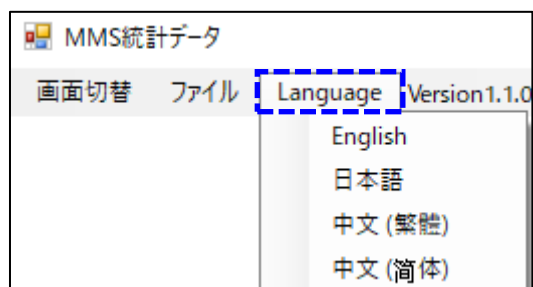 MMS統計データ
画面切替 ファイル Language Version1.1.0
English
日本語
中文 (繁體)
中文 (简体)